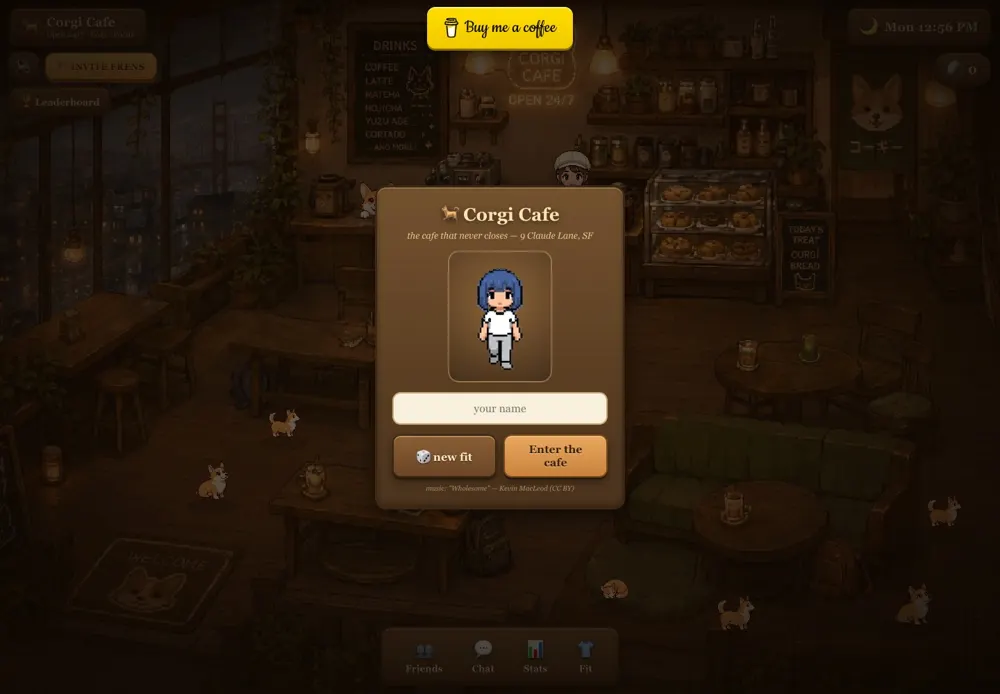 Buy me a coffee
Corgi Cafe
Mon 12:56 PM
INVITE FRENS
0
Leaderboard
DRINKS
COFFEE
LATTE
MATCHA
HOJICHA
YUZU ADE
CORTADO
AND MORE!
CORGI
CAFE
OPEN 24/7
コーギー
TODAY'S
TREAT
CORGI
BREAD
Corgi Cafe
the cafe that never closes — 9 Claude Lane, SF
your name
new fit
Enter the
cafe
music: "Wholesome" — Kevin MacLeod (CC BY)
WELCOME
Friends
Chat
Stats
Fit